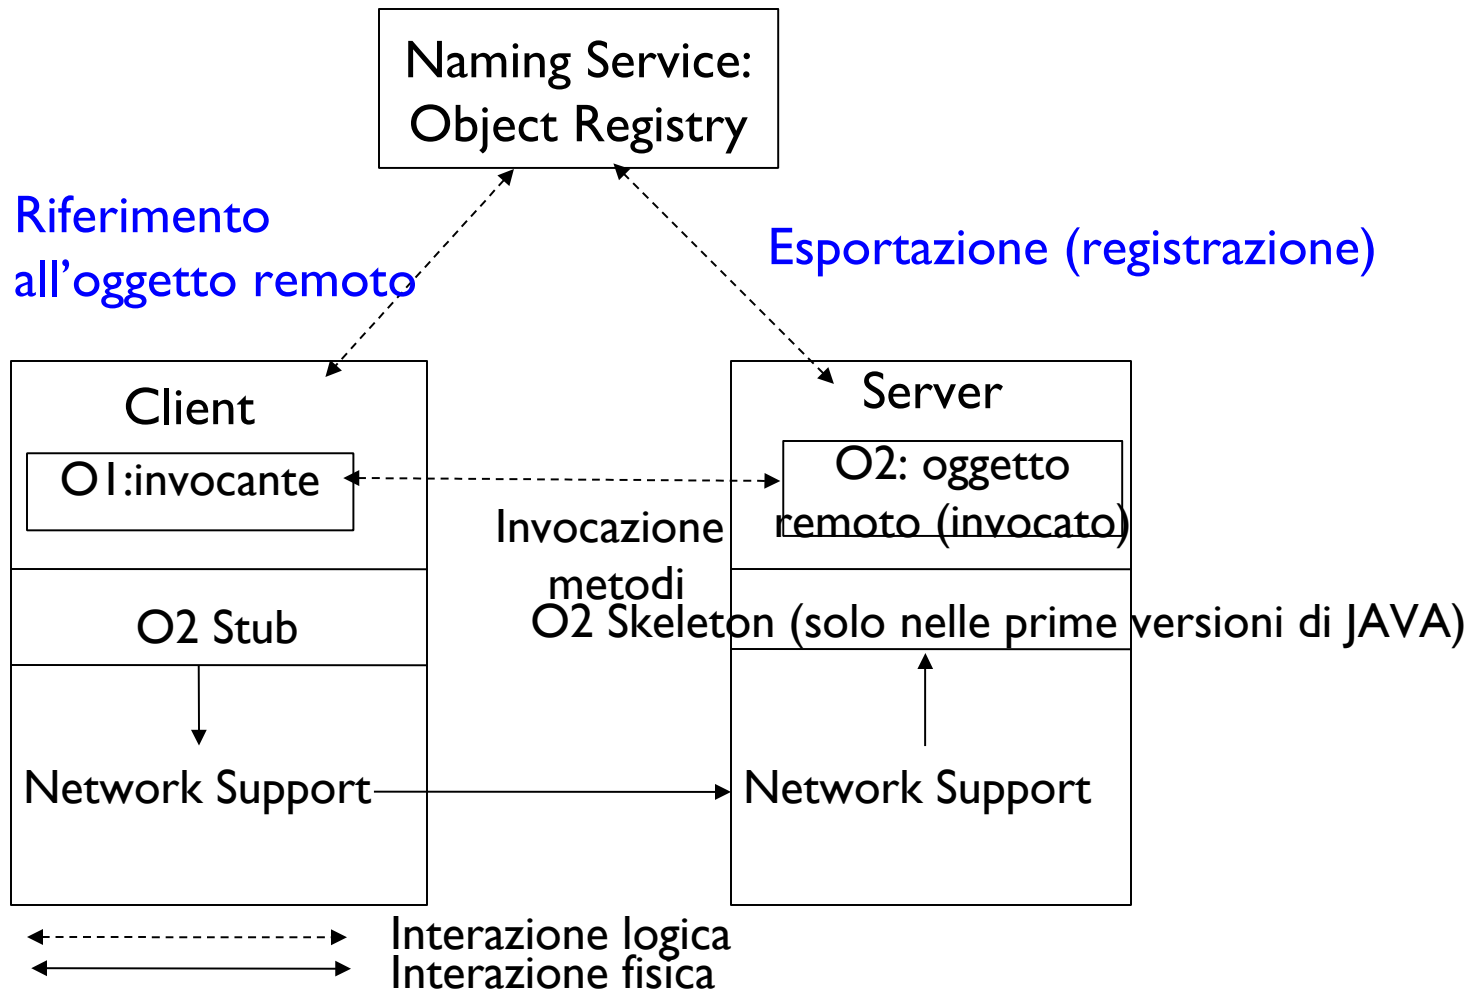 Naming Service:
Object Registry
Riferimento
all'oggetto remoto
Esportazione (registrazione)
Client
O1:invocante
Server
O2: oggetto
remoto (invocato)
Invocazione
metodi
O2 Stub
O2 Skeleton (solo nelle prime versioni di JAVA)
Network Support
Network Support
Interazione logica
Interazione fisica